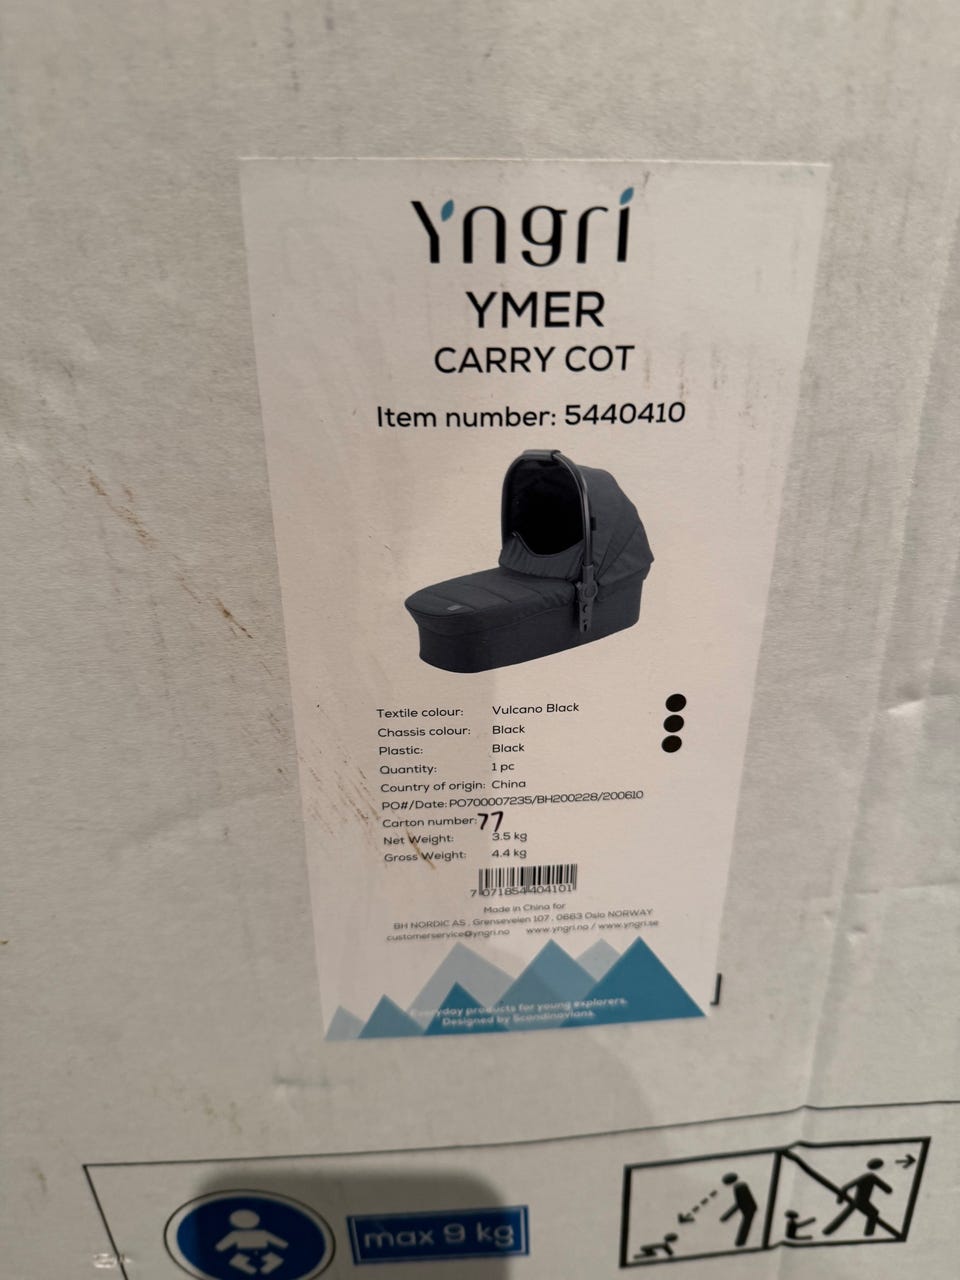 Yngri
YMER
CARRY COT
Item number: 5440410
Textile colour: Vulcano Black
Chassis colour: Black
Plastic: Black
Quantity: 1 pc
Country of origin: China
PO#/Date: PO700007235/BH200228/200610
Carton number: 77
Net Weight: 3.5 kg
Gross Weight: 4.4 kg
7 071854 404101
Made in China for
BH NORDIC AS , Grenseveien 107 , 0663 Oslo NORWAY
customerservice@yngri.no www.yngri.no / www.yngri.se
Everyday products for young explorers.
Designed by Scandinavians.
max 9 kg